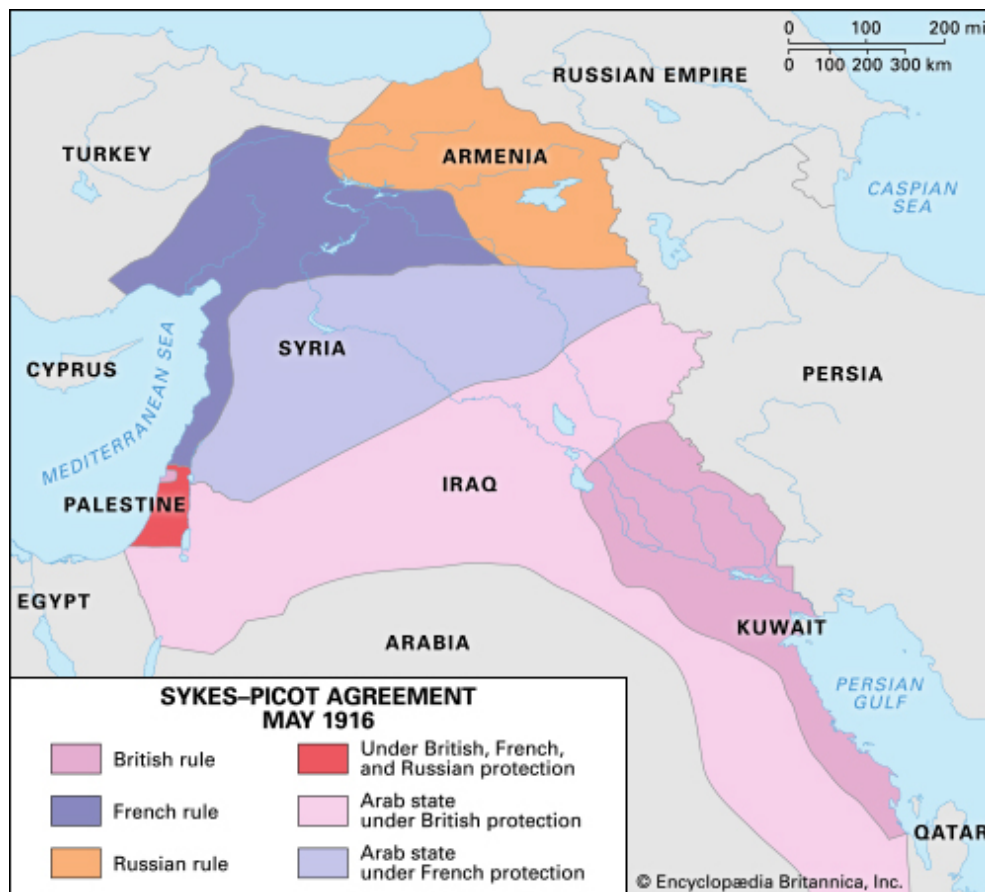 0 100 200 mi
0 100 200 300 km
RUSSIAN EMPIRE
TURKEY
ARMENIA
CASPIAN
SEA
SYRIA
CYPRUS
PERSIA
MEDITERRANEAN SEA
IRAQ
PALESTINE
EGYPT
KUWAIT
ARABIA
PERSIAN
GULF
QATAR
SYKES–PICOT AGREEMENT
MAY 1916
British rule
Under British, French,
and Russian protection
French rule
Arab state
under British protection
Russian rule
Arab state
under French protection
© Encyclopædia Britannica, Inc.